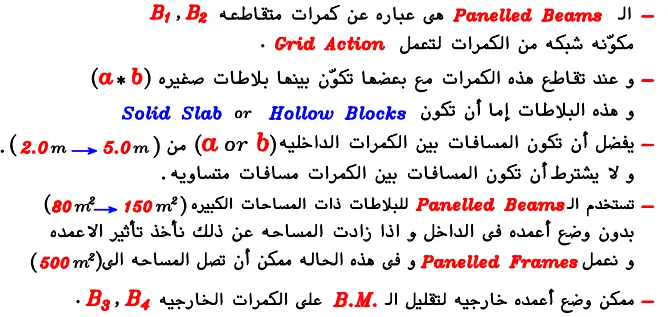 - الـ Panelled Beams هى عباره عن كمرات متقاطعه B1 , B2
مكوّنه شبكه من الكمرات لتعمل Grid Action .
- و عند تقاطع هذه الكمرات مع بعضها تكوّن بينها بلاطات صغيره (a * b)
و هذه البلاطات إما أن تكون Solid Slab or Hollow Blocks
- يفضل أن تكون المسافات بين الكمرات الداخليه (a or b) من (2.0 m → 5.0 m) .
و لا يشترط أن تكون المسافات بين الكمرات مسافات متساويه .
- تستخدم الـ Panelled Beams للبلاطات ذات المساحات الكبيره (80 m² → 150 m²)
بدون وضع أعمده فى الداخل و اذا زادت المساحه عن ذلك نأخذ تأثير الاعمده
و نعمل Panelled Frames و فى هذه الحاله ممكن أن تصل المساحه الى (500 m²)
- ممكن وضع أعمده خارجيه لتقليل الـ B.M. على الكمرات الخارجيه B3 , B4 .